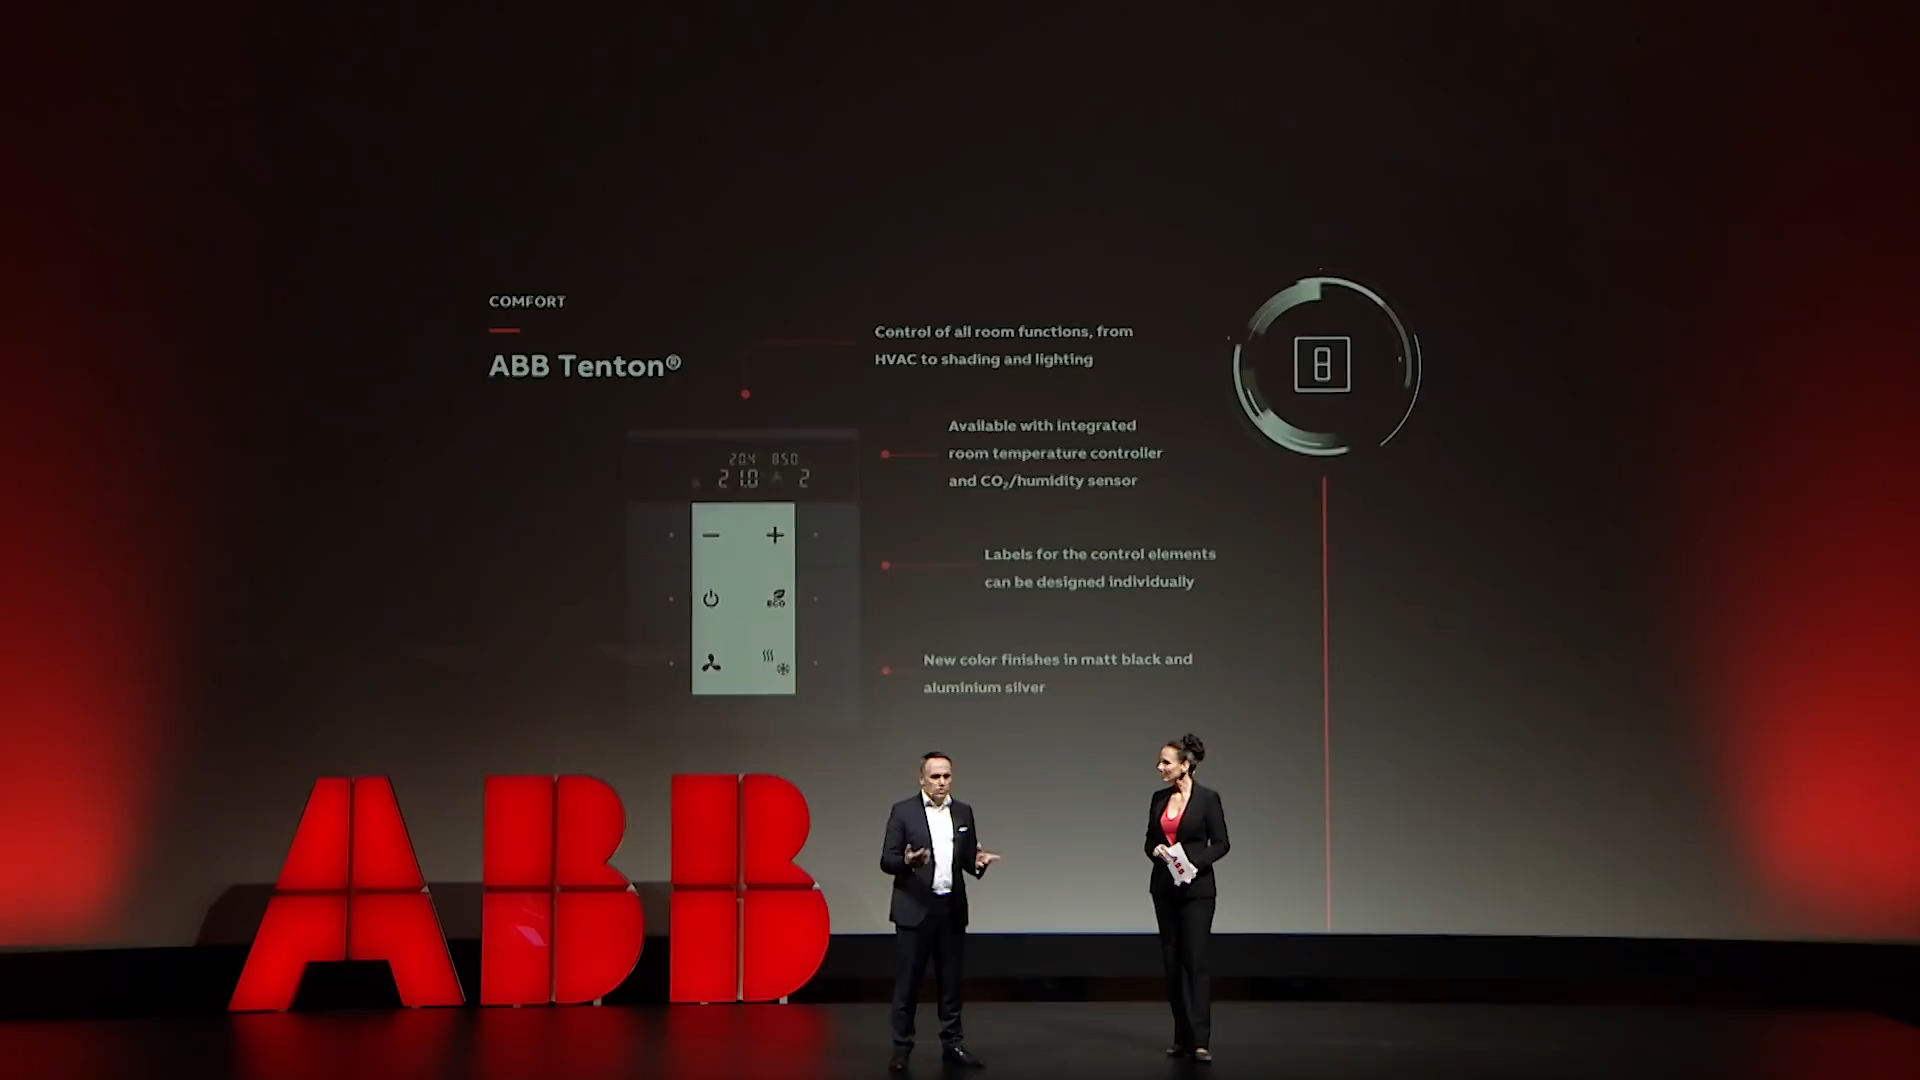 COMFORT
ABB Tenton®
Control of all room functions, from
HVAC to shading and lighting
Available with integrated
room temperature controller
and CO₂/humidity sensor
20.4 850
21.0 2
Labels for the control elements
can be designed individually
ECO
New color finishes in matt black and
aluminium silver
ABB
ABB